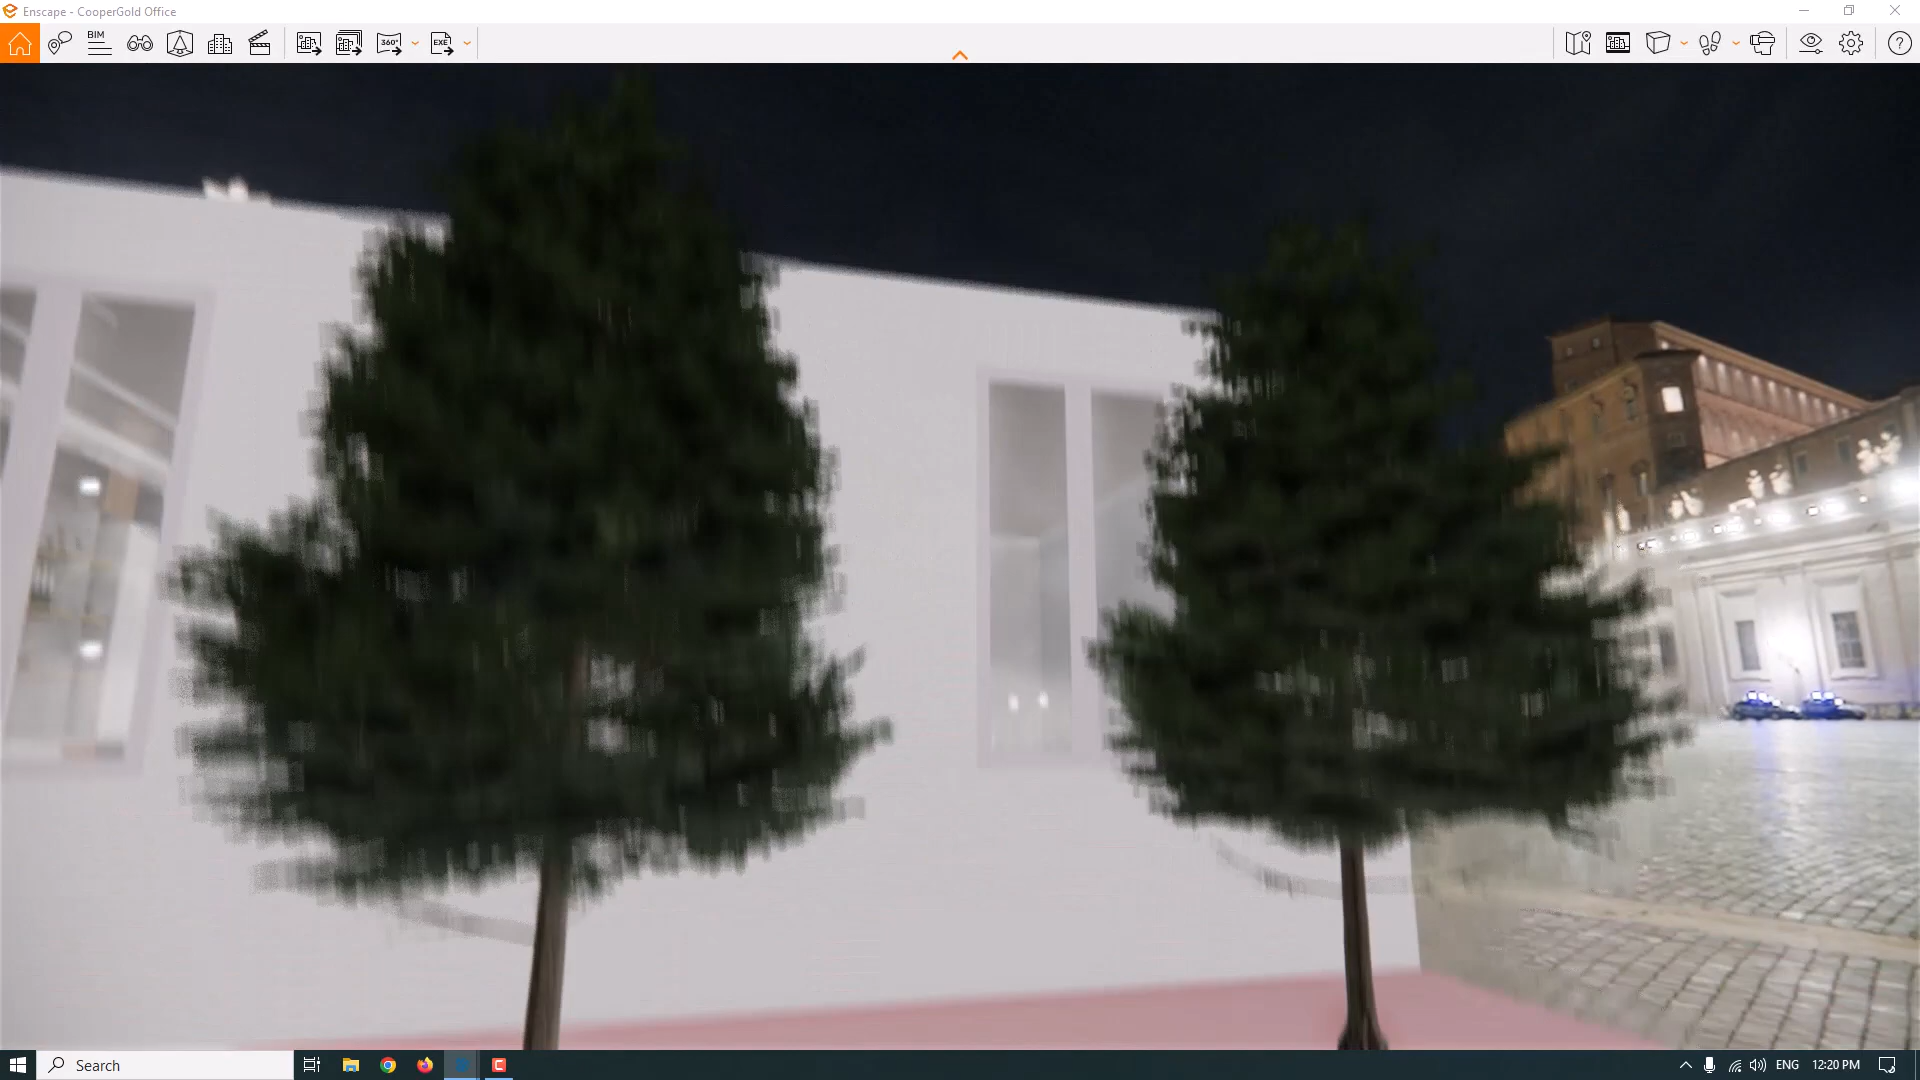 Enscape - CooperGold Office
BIM
360°
EXE
Search
ENG
12:20 PM